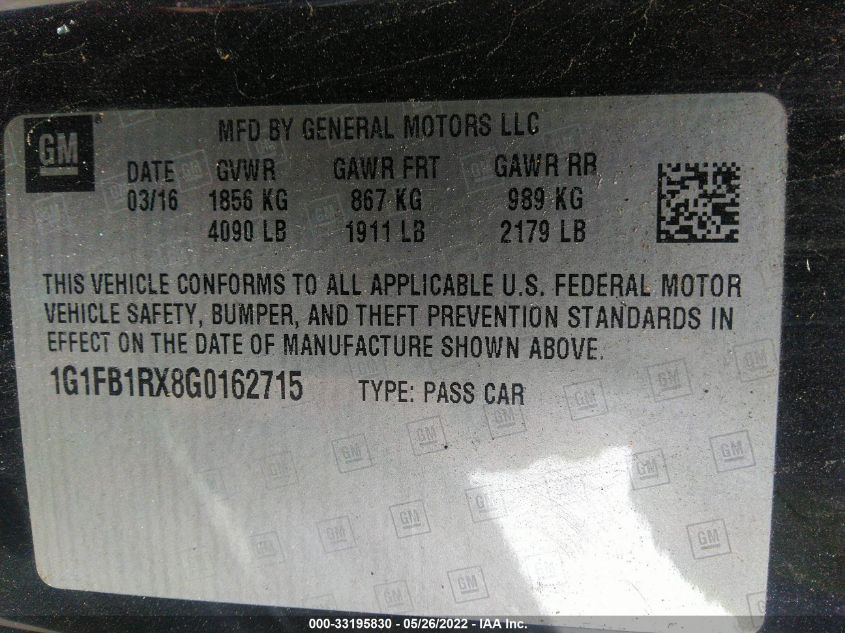 MFD BY GENERAL MOTORS LLC
GM
DATE GVWR GAWR FRT GAWR RR
03/16 1856 KG 867 KG 989 KG
4090 LB 1911 LB 2179 LB
THIS VEHICLE CONFORMS TO ALL APPLICABLE U.S. FEDERAL MOTOR
VEHICLE SAFETY, BUMPER, AND THEFT PREVENTION STANDARDS IN
EFFECT ON THE DATE OF MANUFACTURE SHOWN ABOVE.
1G1FB1RX8G0162715 TYPE: PASS CAR
000-33195830 - 05/26/2022 - IAA Inc.